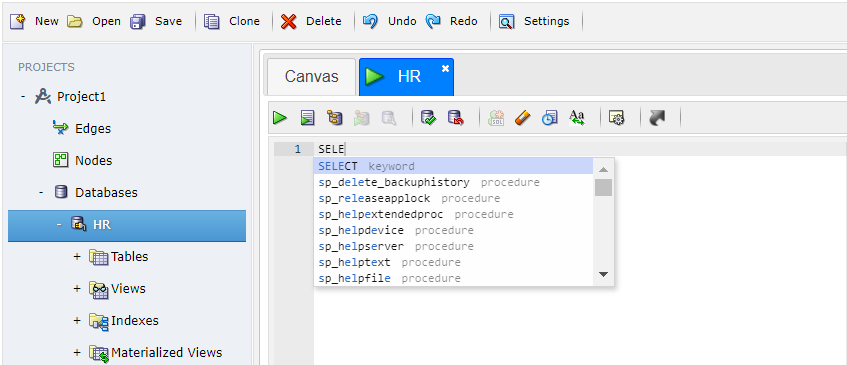 New Open Save Clone Delete Undo Redo Settings
PROJECTS
- Project1
Edges
Nodes
- Databases
- HR
+ Tables
+ Views
+ Indexes
+ Materialized Views
Canvas HR
SQL Aa
1 SELE
SELECT keyword
sp_delete_backuphistory procedure
sp_releaseapplock procedure
sp_helpextendedproc procedure
sp_helpdevice procedure
sp_helpserver procedure
sp_helptext procedure
sp_helpfile procedure